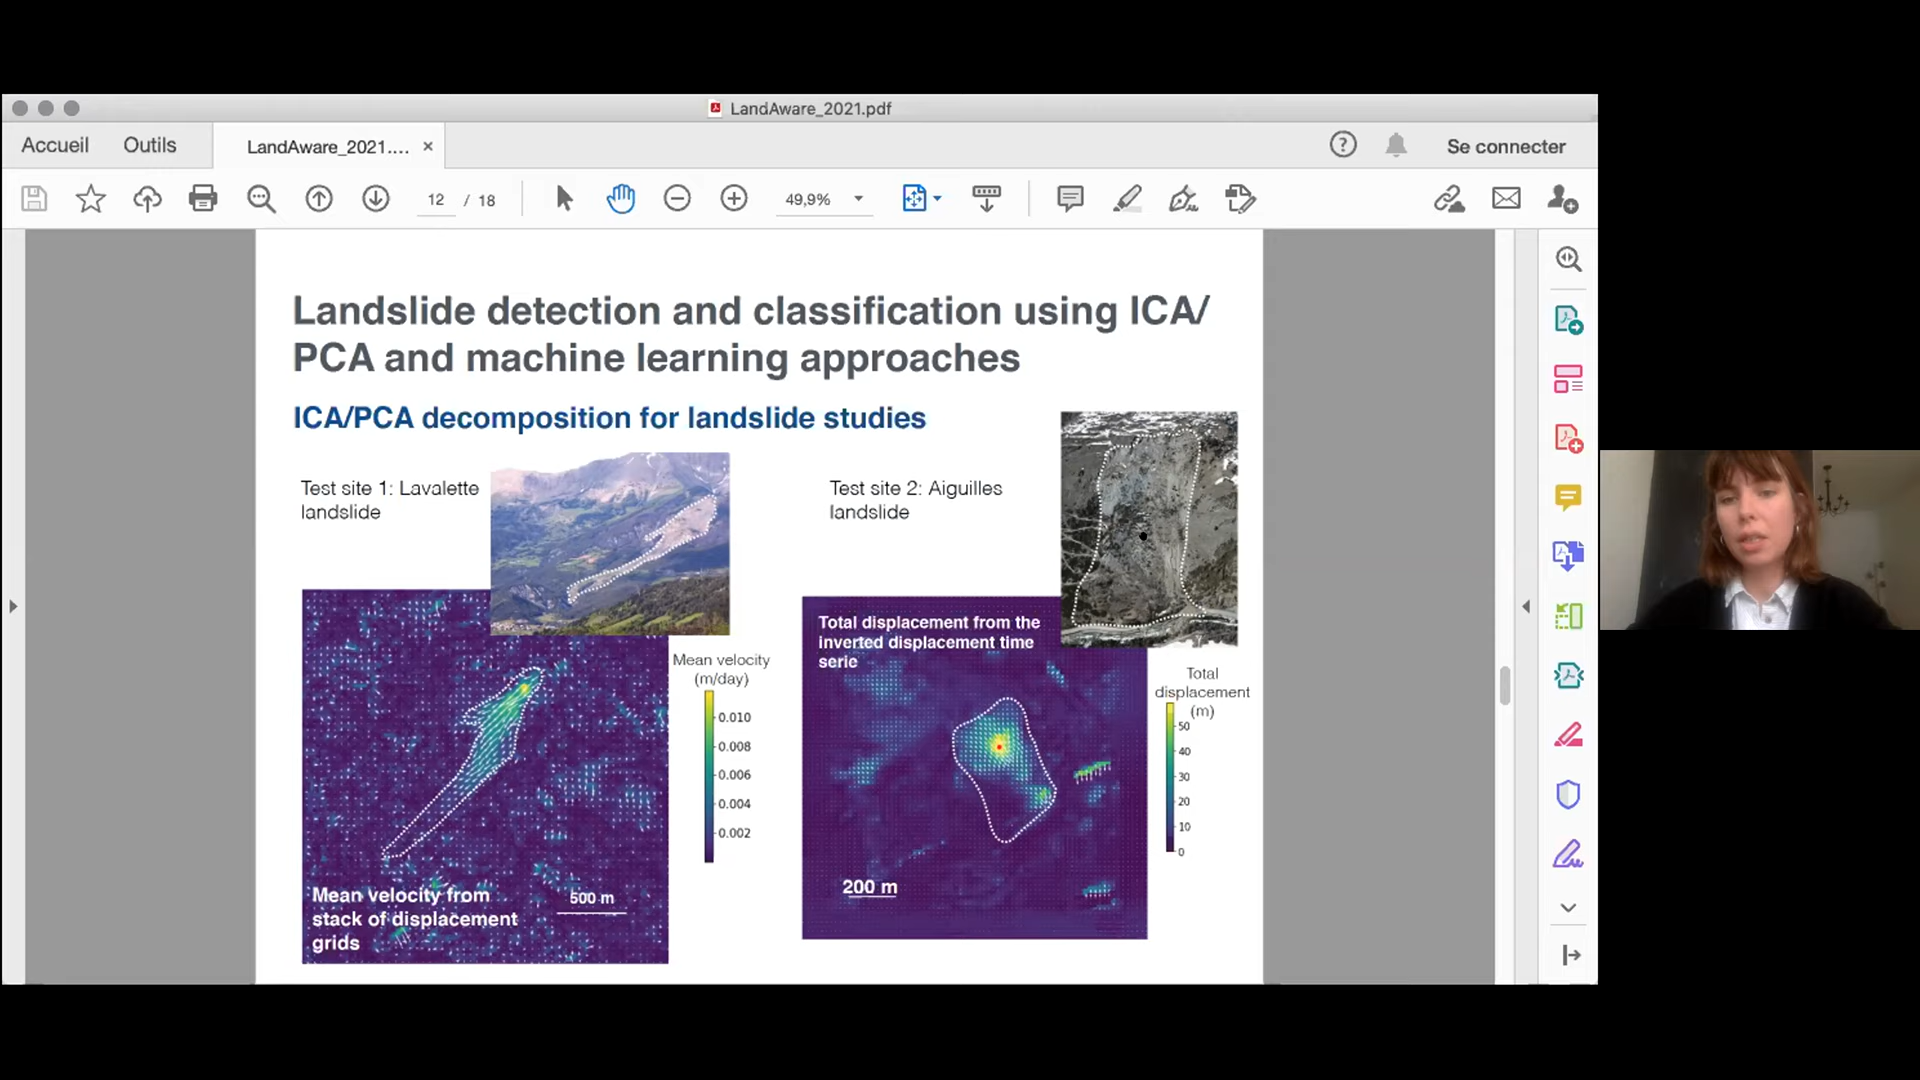 LandAware_2021.pdf
Accueil
Outils
LandAware_2021....
Se connecter
12 / 18
49,9%
Landslide detection and classification using ICA/
PCA and machine learning approaches
ICA/PCA decomposition for landslide studies
Test site 1: Lavalette
landslide
Test site 2: Aiguilles
landslide
Mean velocity
(m/day)
0.010
0.008
0.006
0.004
0.002
Mean velocity from
stack of displacement
grids
500 m
Total displacement from the
inverted displacement time
serie
200 m
Total
displacement
(m)
50
40
30
20
10
0